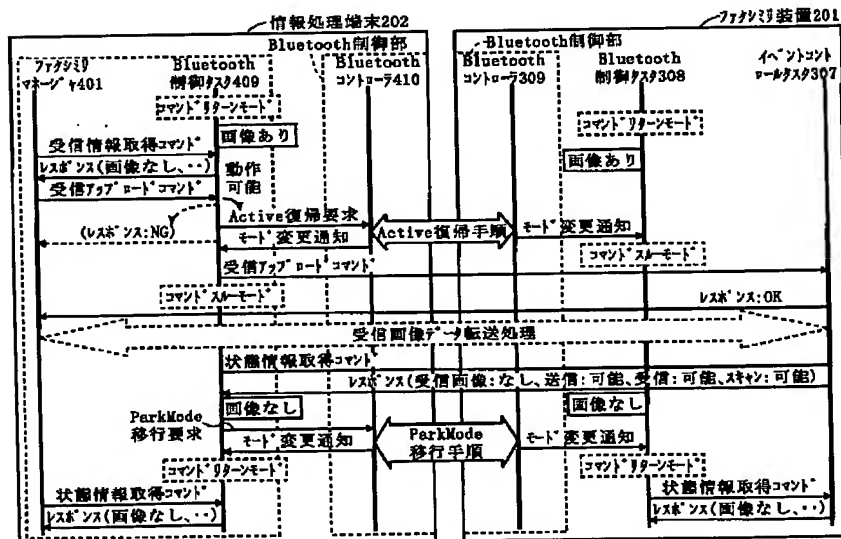 情報処理端末202
ファクシミリ装置201
Bluetooth制御部
Bluetooth制御部
ファクシミリ
マネージャ401
Bluetooth
制御タスク409
Bluetooth
コントローラ410
Bluetooth
コントローラ309
Bluetooth
制御タスク308
イベントコント
ロールタスク307
コマンドリターンモード
コマンドリターンモード
画像あり
画像あり
受信情報取得コマンド
レスポンス(画像なし、‥)
動作
可能
受信アップロードコマンド
(レスポンス:NG)
Active復帰要求
モード変更通知
Active復帰手順
モード変更通知
コマンドスルーモード
受信アップロードコマンド
コマンドスルーモード
レスポンス:OK
受信画像データ転送処理
状態情報取得コマンド
レスポンス(受信画像:なし、送信:可能、受信:可能、スキャン:可能)
画像なし
画像なし
ParkMode
移行要求
モード変更通知
ParkMode
移行手順
モード変更通知
コマンドリターンモード
コマンドリターンモード
状態情報取得コマンド
レスポンス(画像なし、‥)
状態情報取得コマンド
レスポンス(画像なし、‥)